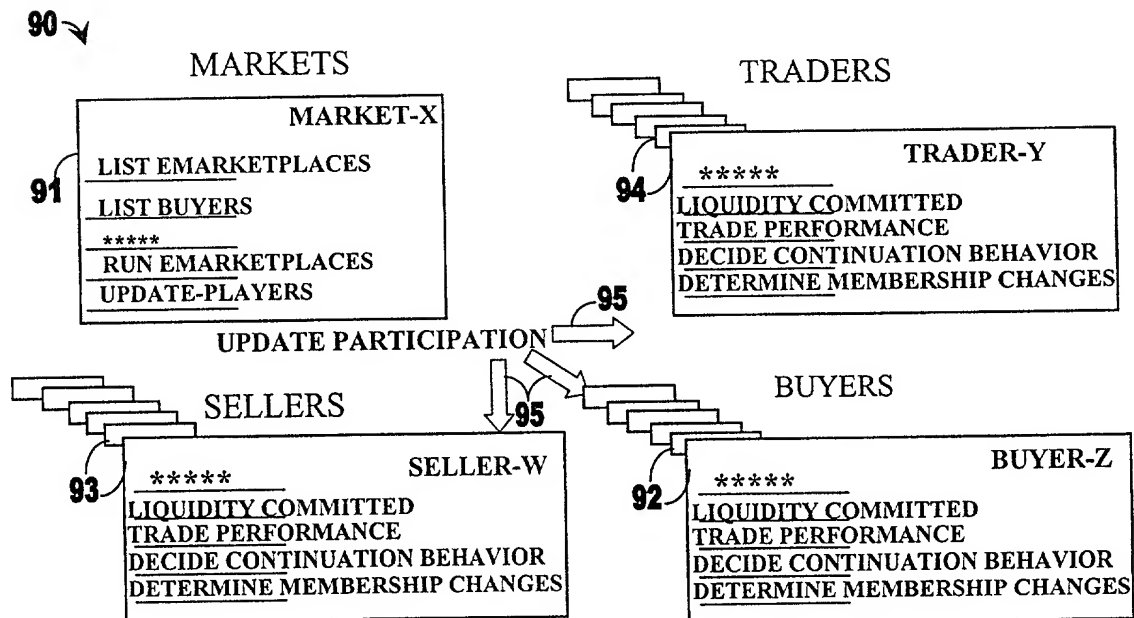 90
MARKETS
MARKET-X
91
LIST EMARKETPLACES
LIST BUYERS
*****
RUN EMARKETPLACES
UPDATE-PLAYERS
TRADERS
94
TRADER-Y
*****
LIQUIDITY COMMITTED
TRADE PERFORMANCE
DECIDE CONTINUATION BEHAVIOR
DETERMINE MEMBERSHIP CHANGES
UPDATE PARTICIPATION
95
95
SELLERS
93
SELLER-W
*****
LIQUIDITY COMMITTED
TRADE PERFORMANCE
DECIDE CONTINUATION BEHAVIOR
DETERMINE MEMBERSHIP CHANGES
BUYERS
92
BUYER-Z
*****
LIQUIDITY COMMITTED
TRADE PERFORMANCE
DECIDE CONTINUATION BEHAVIOR
DETERMINE MEMBERSHIP CHANGES